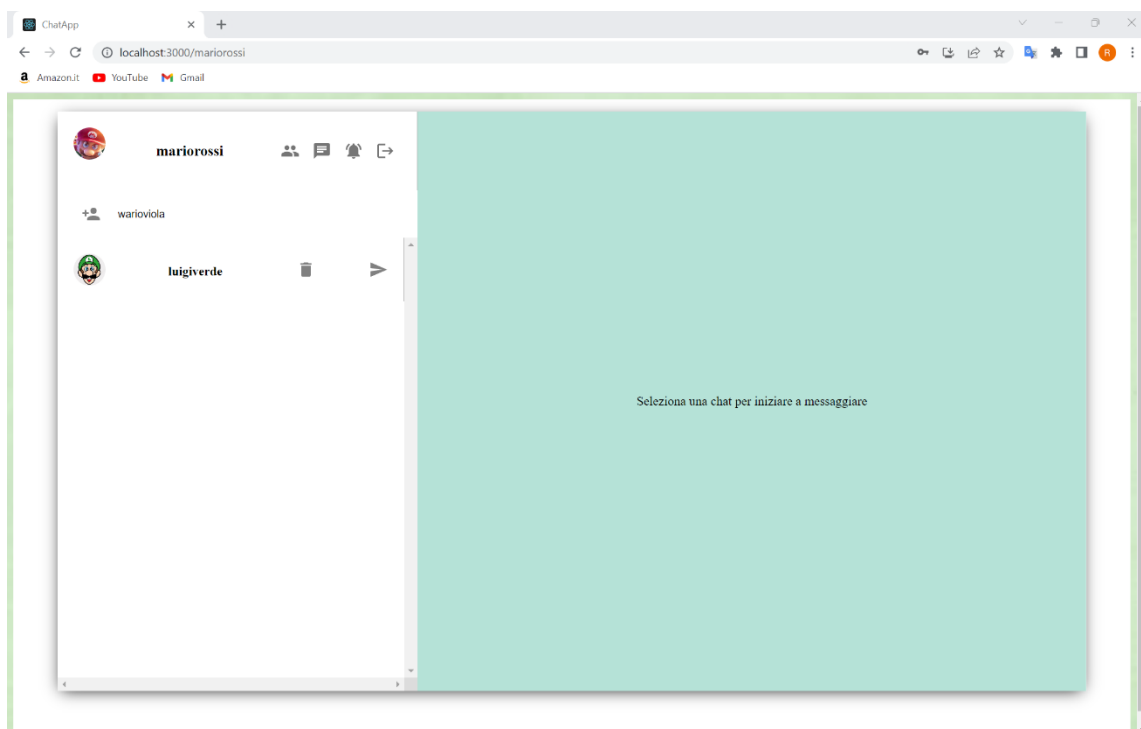 ChatApp
localhost:3000/mariorossi
R
Amazon.it YouTube Gmail
mariorossi
warioviola
luigiverde
Seleziona una chat per iniziare a messaggiare